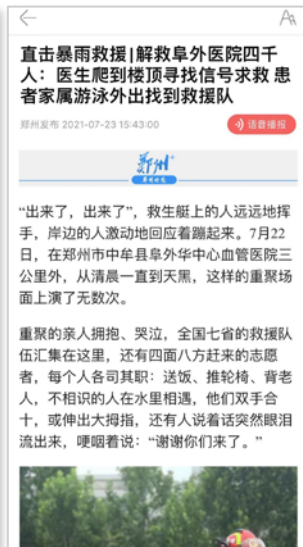 直击暴雨救援|解救阜外医院四千
人：医生爬到楼顶寻找信号求救 患
者家属游泳外出找到救援队
郑州发布 2021-07-23 15:43:00
语音播报
郑州
“出来了，出来了”，救生艇上的人远远地挥
手，岸边的人激动地回应着蹦起来。7月22
日，在郑州市中牟县阜外华中心血管医院三
公里外，从清晨一直到天黑，这样的重聚场
面上演了无数次。
重聚的亲人拥抱、哭泣，全国七省的救援队
伍汇集在这里，还有四面八方赶来的志愿
者，每个人各司其职：送饭、推轮椅、背老
人，不相识的人在水里相遇，他们双手合
十，或伸出大拇指，还有人说着话突然眼泪
流出来，哽咽着说：“谢谢你们来了。”